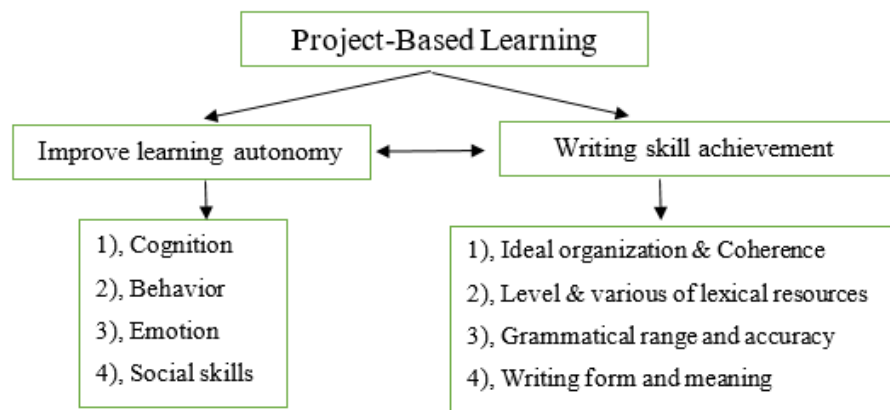 Project-Based Learning
Improve learning autonomy
Writing skill achievement
1), Cognition
2), Behavior
3), Emotion
4), Social skills
1), Ideal organization & Coherence
2), Level & various of lexical resources
3), Grammatical range and accuracy
4), Writing form and meaning